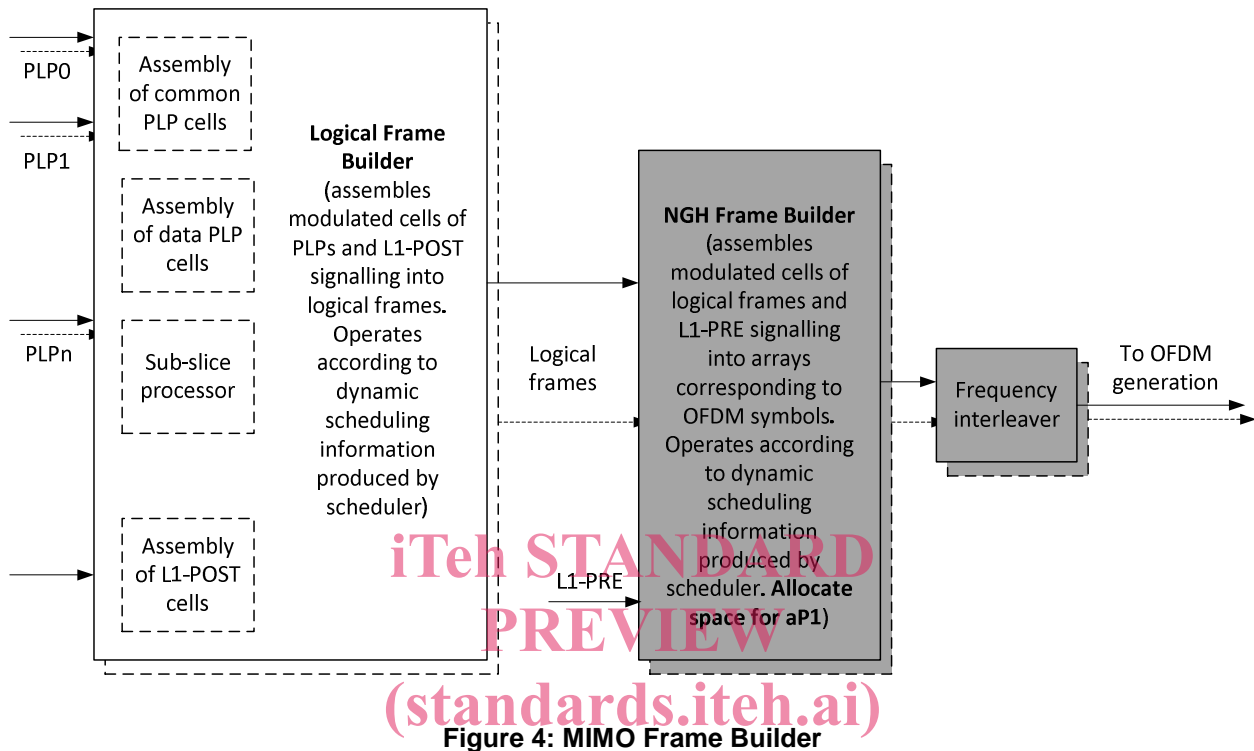 PLP0
PLP1
PLPn
Assembly
of common
PLP cells
Assembly
of data PLP
cells
Sub-slice
processor
Assembly
of L1-POST
cells
Logical Frame
Builder
(assembles
modulated cells of
PLPs and L1-POST
signalling into
logical frames.
Operates
according to
dynamic
scheduling
information
produced by
scheduler)
Logical
frames
L1-PRE
NGH Frame Builder
(assembles
modulated cells of
logical frames and
L1-PRE signalling
into arrays
corresponding to
OFDM symbols.
Operates according
to dynamic
scheduling
information
produced by
scheduler. Allocate
space for aP1)
Frequency
interleaver
To OFDM
generation
iTeh STANDARD
PREVIEW
(standards.iteh.ai)
Figure 4: MIMO Frame Builder